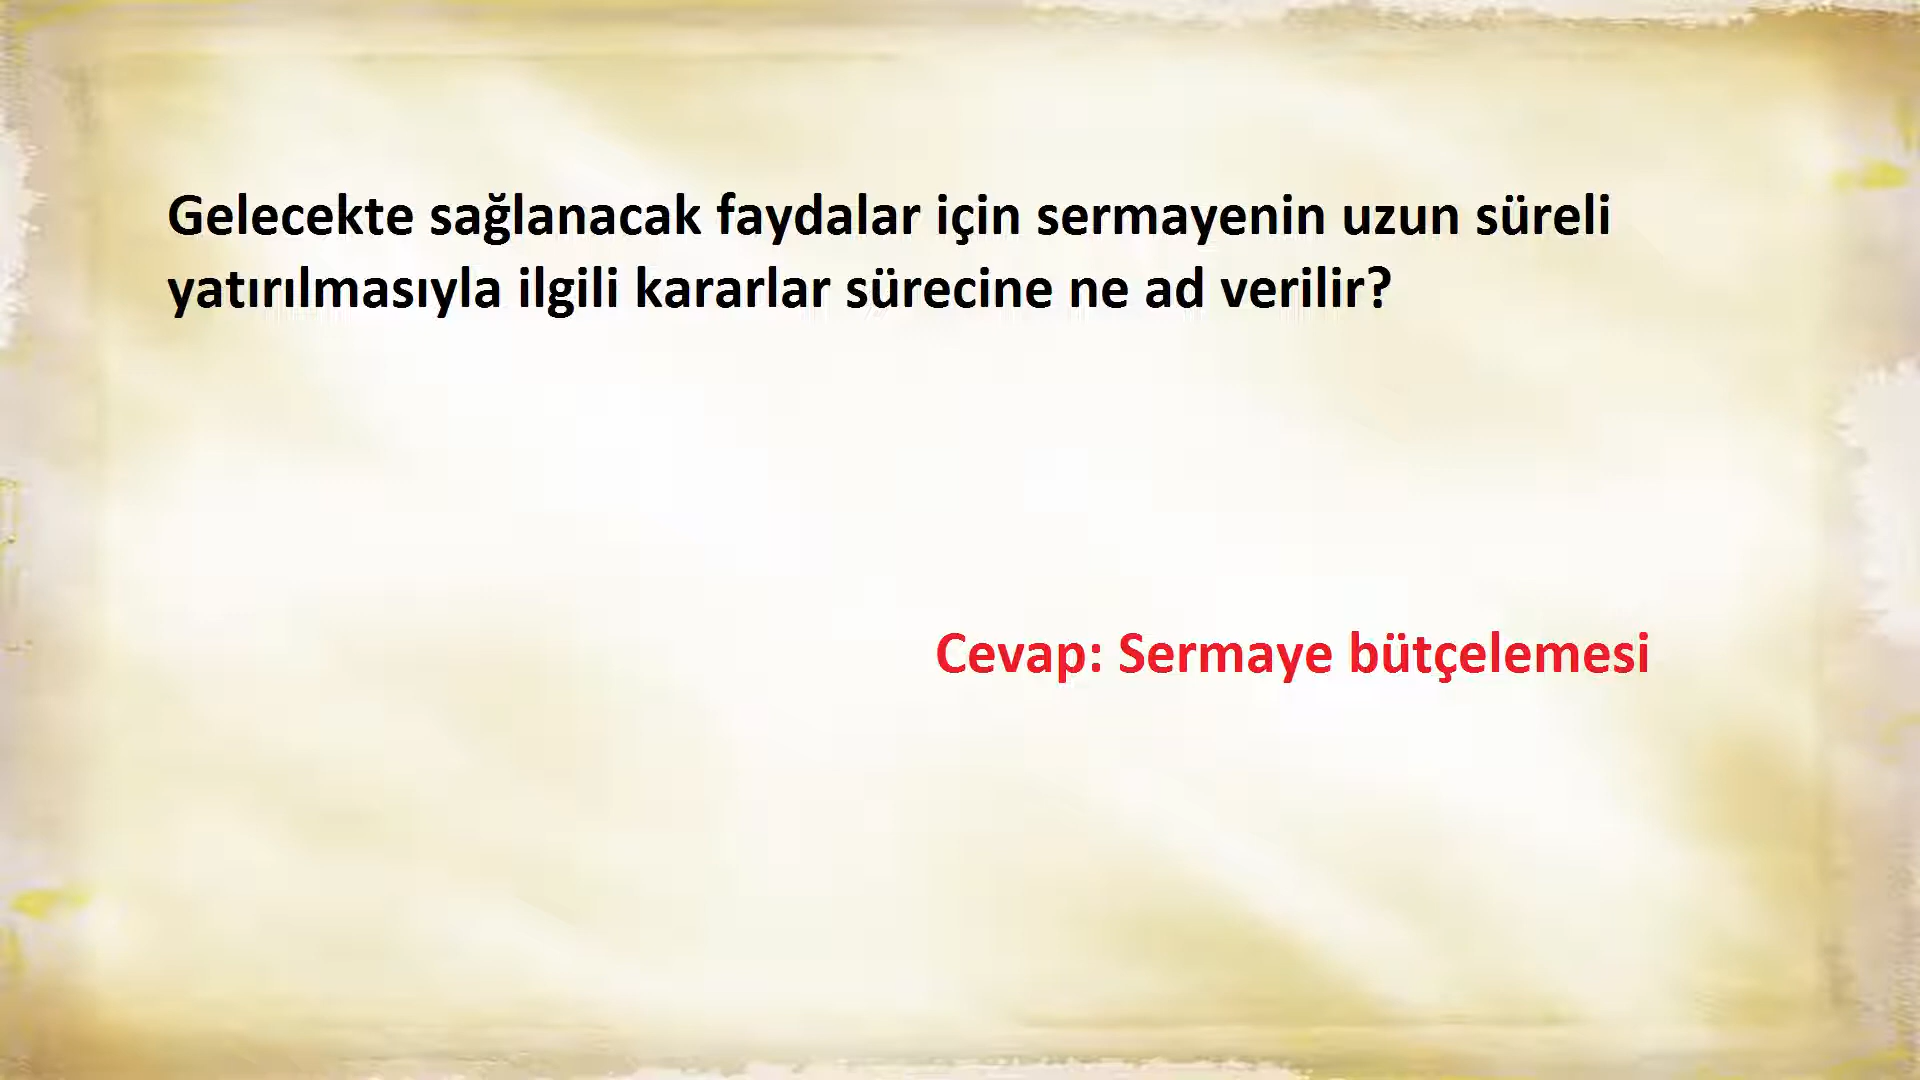 Gelecekte sağlanacak faydalar için sermayenin uzun süreli
yatırılmasıyla ilgili kararlar sürecine ne ad verilir?
Cevap: Sermaye bütçelemesi